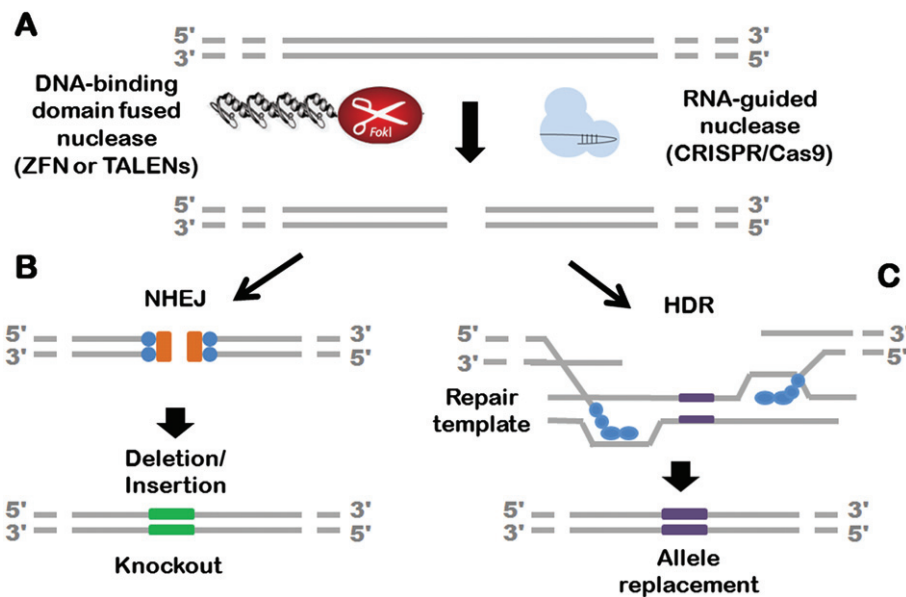 A
5' 3'
3' 5'
DNA-binding
domain fused
nuclease
(ZFN or TALENs)
FokI
RNA-guided
nuclease
(CRISPR/Cas9)
5' 3'
3' 5'
B
NHEJ
5' 3'
3' 5'
Deletion/
Insertion
5' 3'
3' 5'
Knockout
C
HDR
5' 3'
3' 5'
Repair
template
5' 3'
3' 5'
Allele
replacement